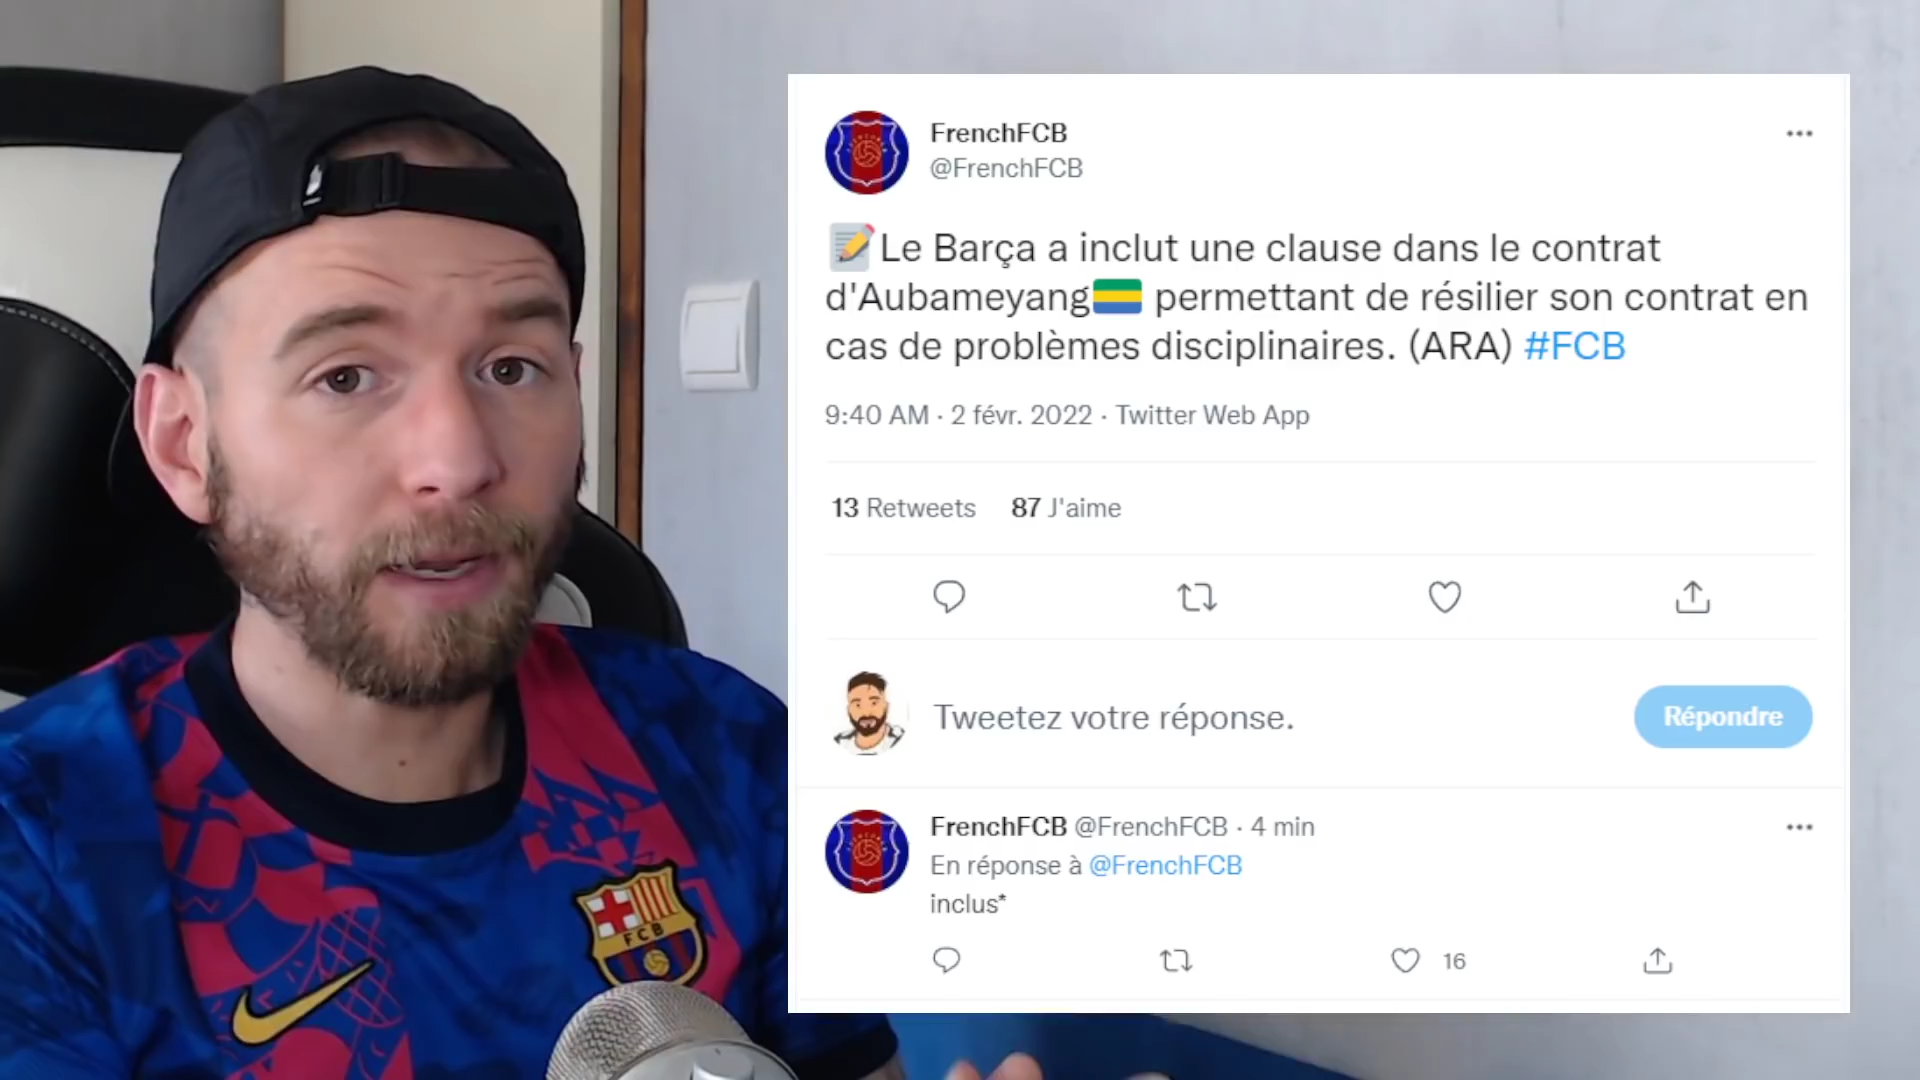 FrenchFCB
@FrenchFCB
Le Barça a inclut une clause dans le contrat
d'Aubameyang permettant de résilier son contrat en
cas de problèmes disciplinaires. (ARA) #FCB
9:40 AM · 2 févr. 2022 · Twitter Web App
13 Retweets 87 J'aime
Tweetez votre réponse.
Répondre
FrenchFCB @FrenchFCB · 4 min
En réponse à @FrenchFCB
inclus*
16
FCB